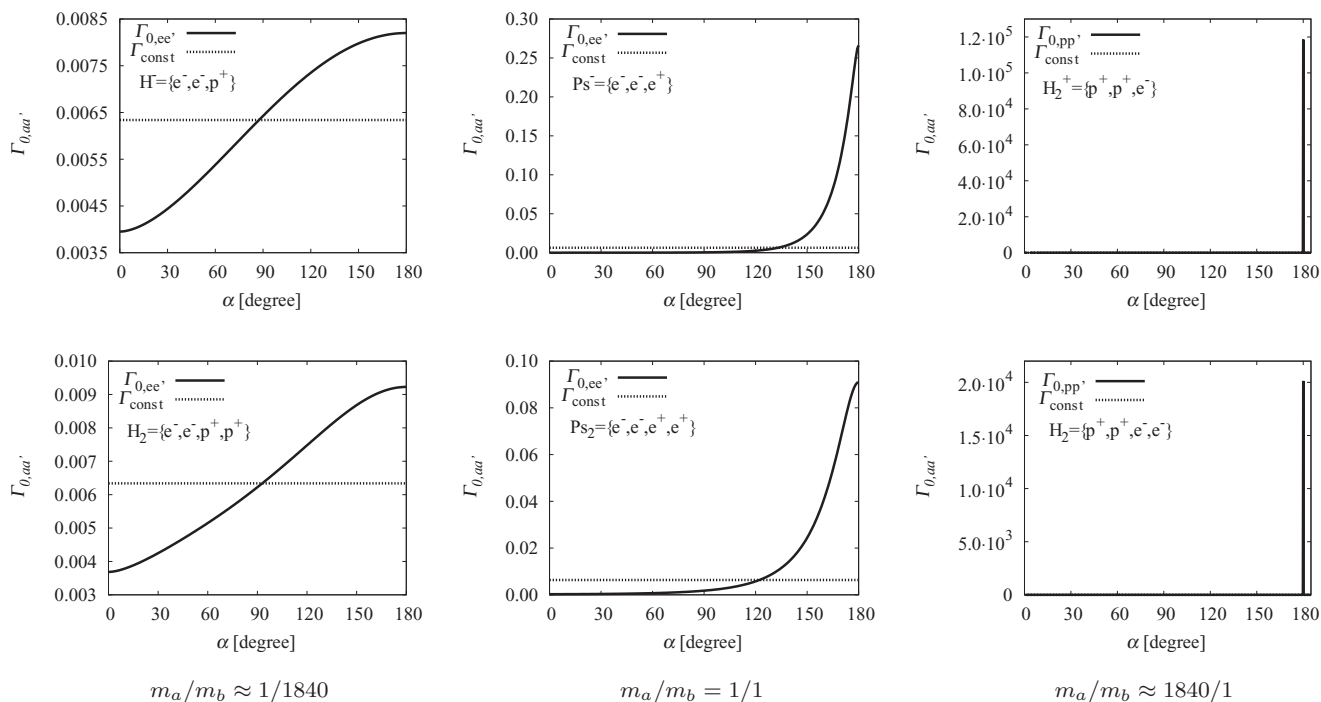 0.0085
0.0075
0.0065
0.0055
0.0045
0.0035
Γ0,aa'
Γ0,ee'
Γconst
H-={e-,e-,p+}
0 30 60 90 120 150 180
α [degree]
0.30
0.25
0.20
0.15
0.10
0.05
0.00
Γ0,aa'
Γ0,ee'
Γconst
Ps-={e-,e-,e+}
0 30 60 90 120 150 180
α [degree]
1.2·10^5
1.0·10^5
8.0·10^4
6.0·10^4
4.0·10^4
2.0·10^4
0
Γ0,aa'
Γ0,pp'
Γconst
H2+={p+,p+,e-}
0 30 60 90 120 150 180
α [degree]
0.010
0.009
0.008
0.007
0.006
0.005
0.004
0.003
Γ0,aa'
Γ0,ee'
Γconst
H2={e-,e-,p+,p+}
0 30 60 90 120 150 180
α [degree]
0.10
0.08
0.06
0.04
0.02
0.00
Γ0,aa'
Γ0,ee'
Γconst
Ps2={e-,e-,e+,e+}
0 30 60 90 120 150 180
α [degree]
2.0·10^4
1.5·10^4
1.0·10^4
5.0·10^3
0
Γ0,aa'
Γ0,pp'
Γconst
H2={p+,p+,e-,e-}
0 30 60 90 120 150 180
α [degree]
ma/mb ≈ 1/1840
ma/mb = 1/1
ma/mb ≈ 1840/1